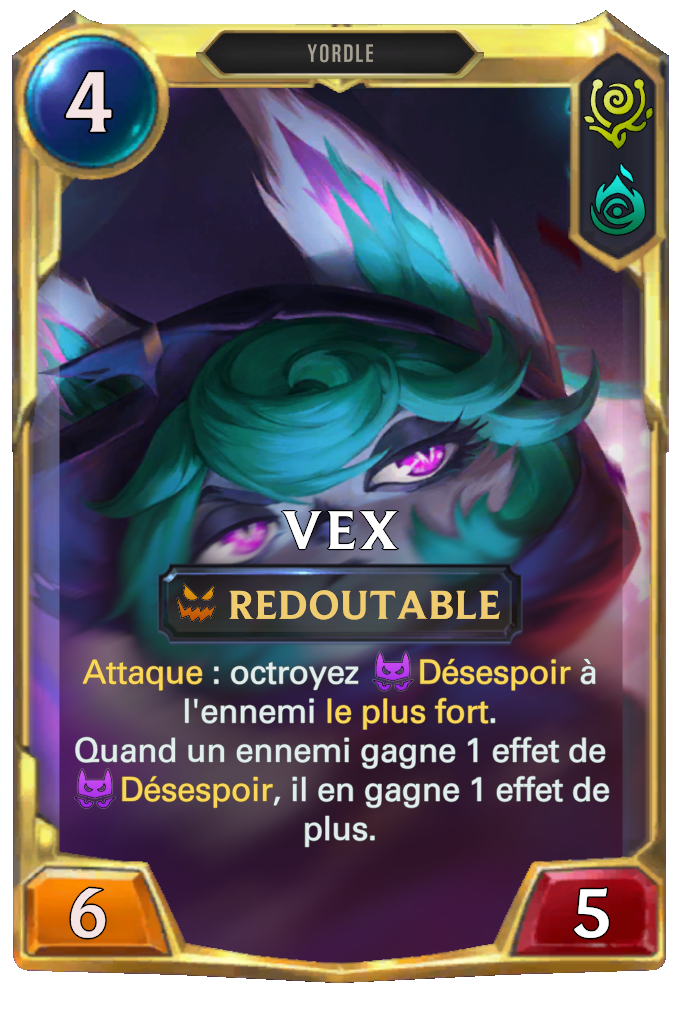 YORDLE
4
VEX
REDOUTABLE
Attaque : octroyez Désespoir à
l'ennemi le plus fort.
Quand un ennemi gagne 1 effet de
Désespoir, il en gagne 1 effet de
plus.
6
5